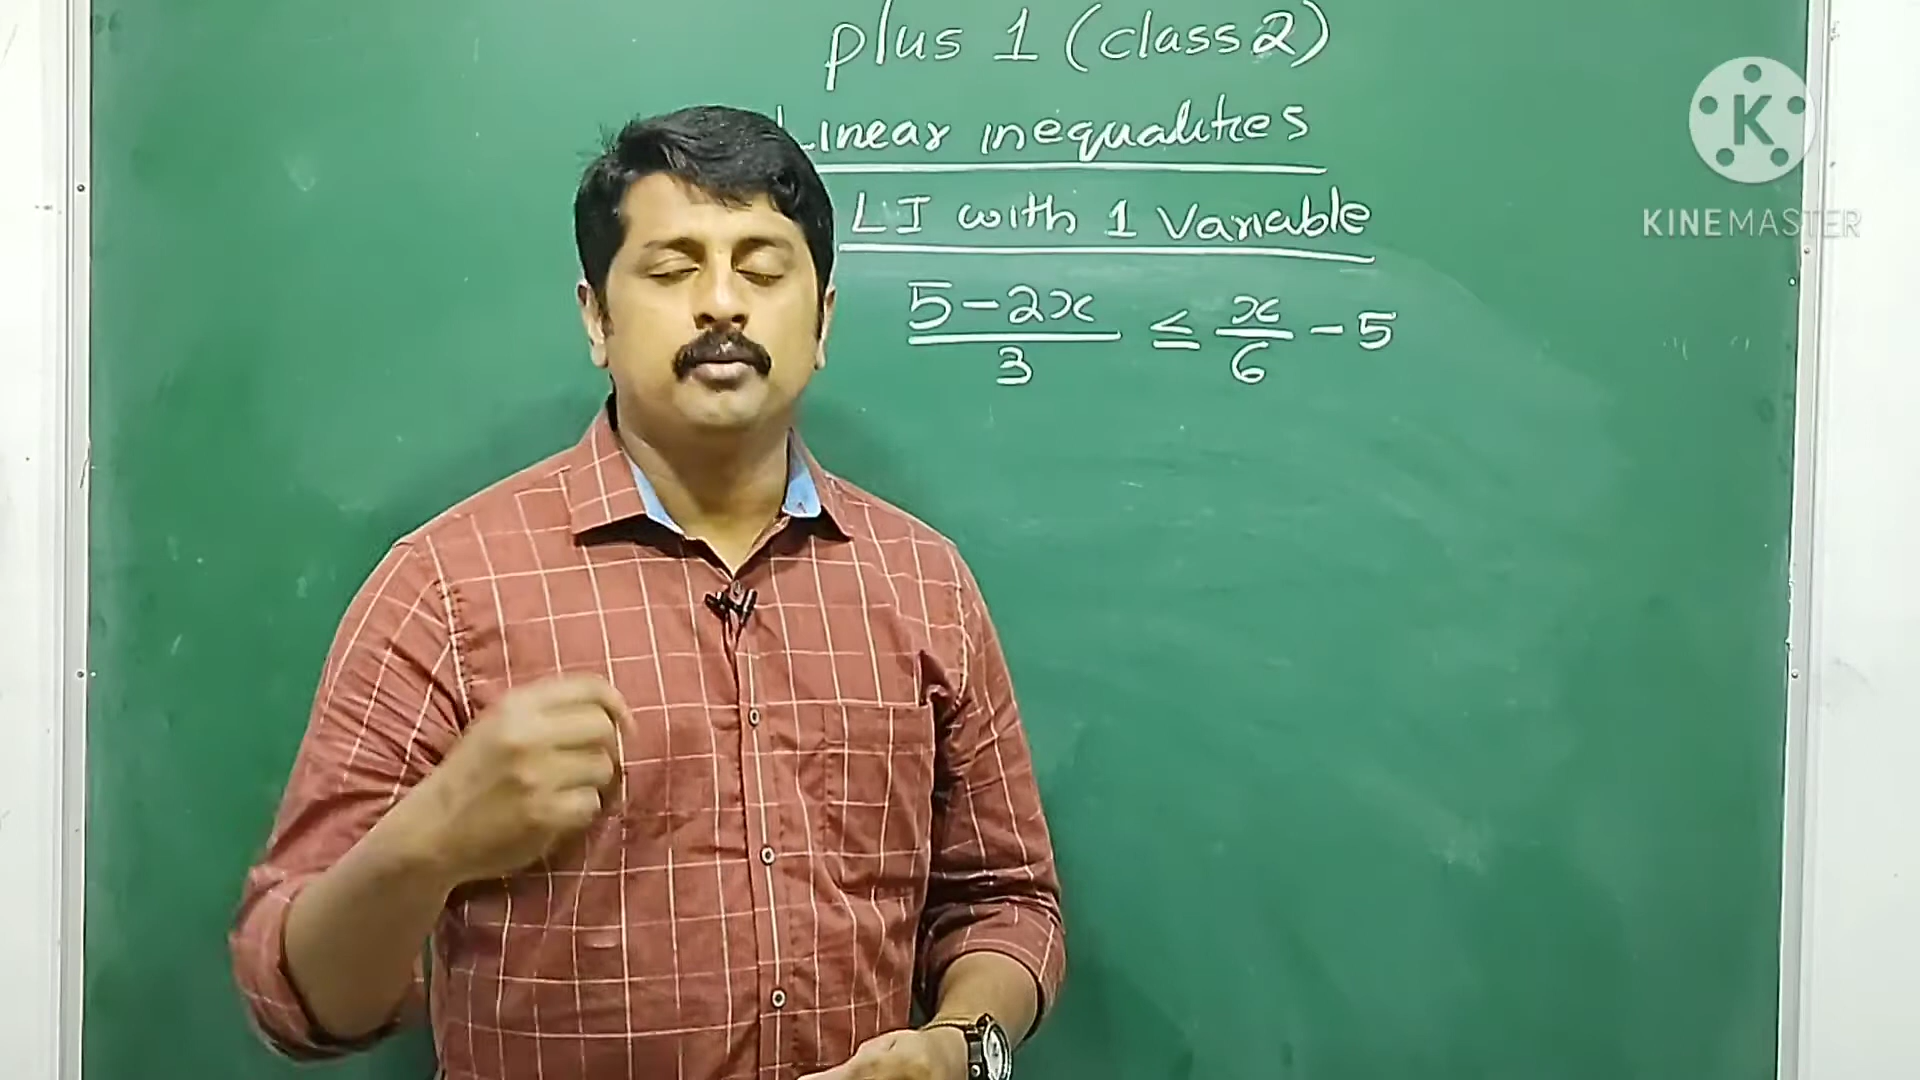 plus 1 (class 2)
Linear inequalities
LI with 1 Variable
5-2x/3 ≤ x/6 - 5
K
KINEMASTER